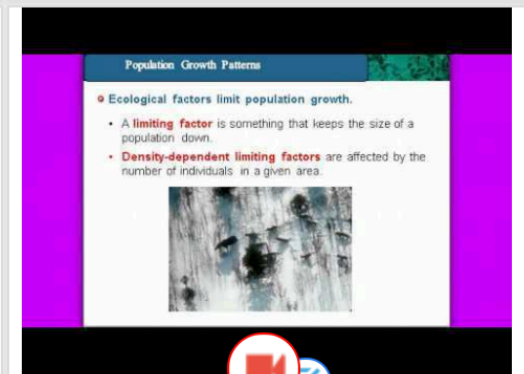 Population Growth Patterns
Ecological factors limit population growth.
• A limiting factor is something that keeps the size of a
population down.
• Density-dependent limiting factors are affected by the
number of individuals in a given area.